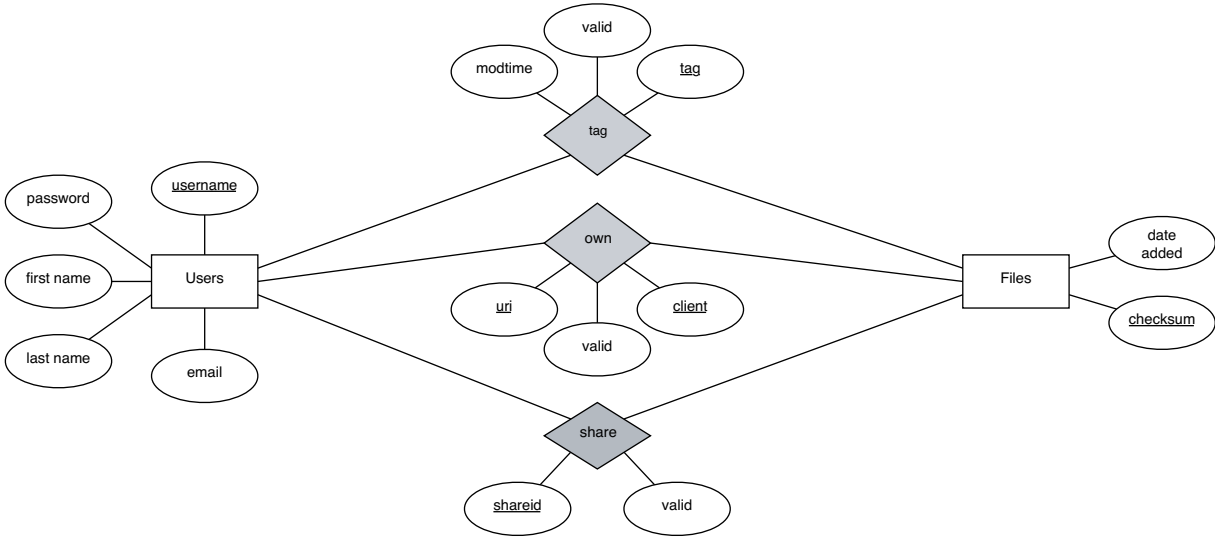 valid
modtime
tag
tag
username
password
own
date
added
first name
Users
Files
uri
client
checksum
valid
last name
email
share
shareid
valid